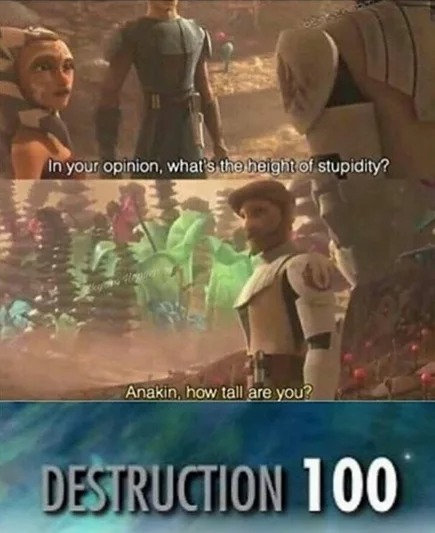 In your opinion, what's the height of stupidity?
Anakin, how tall are you?
DESTRUCTION 100